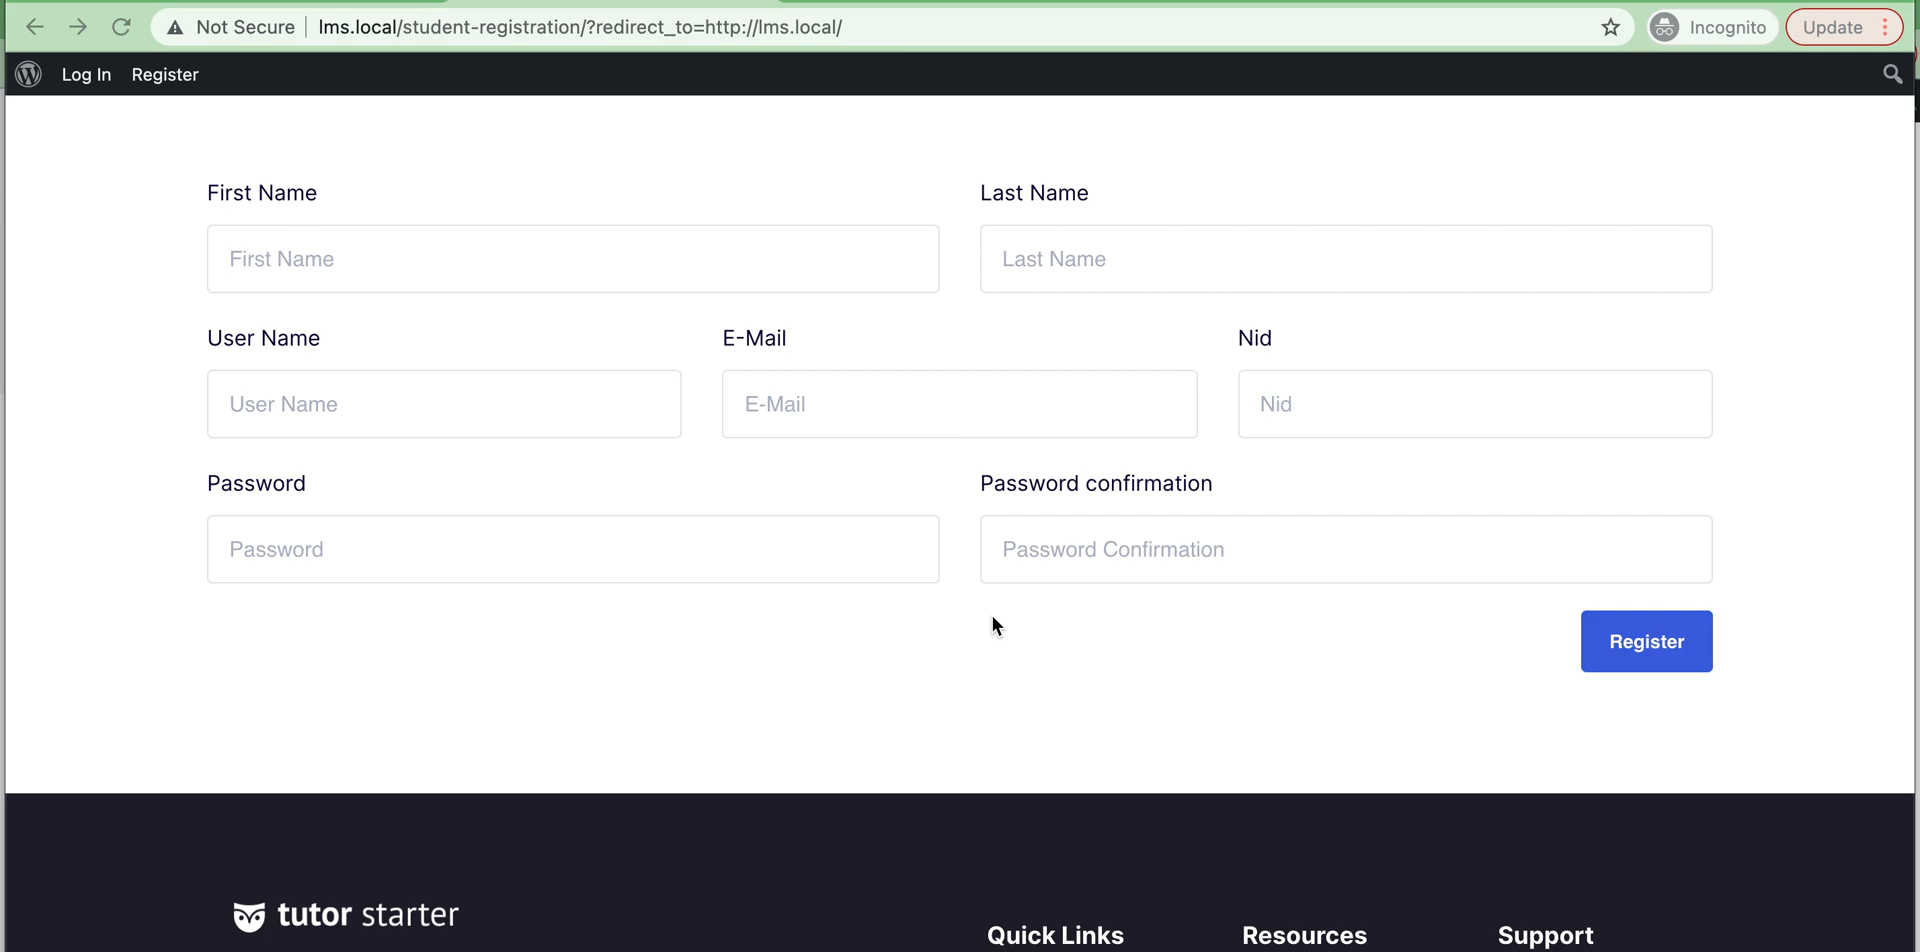 Not Secure lms.local/student-registration/?redirect_to=http://lms.local/ Incognito Update
Log In Register
First Name Last Name
First Name Last Name
User Name E-Mail Nid
User Name E-Mail Nid
Password Password confirmation
Password Password Confirmation
Register
tutor starter
Quick Links Resources Support